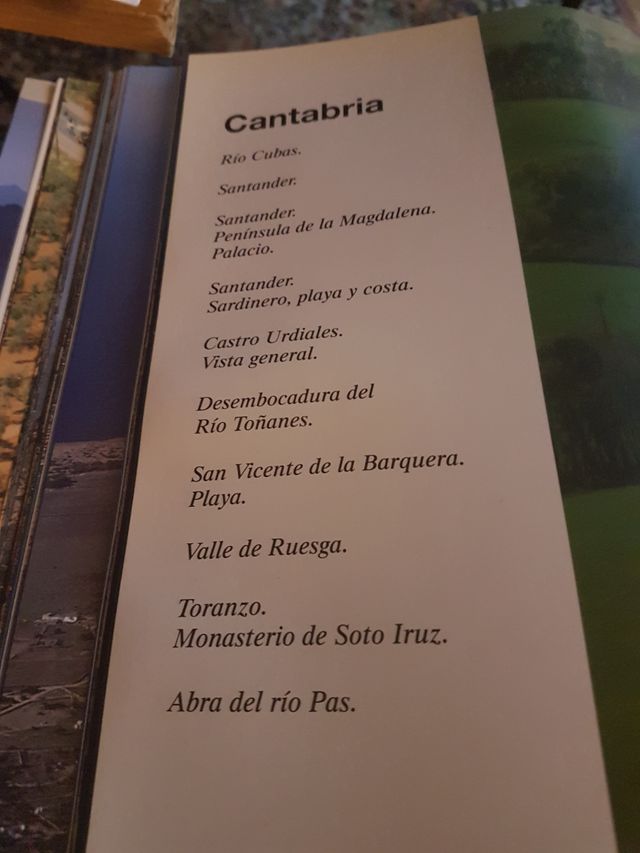 Cantabria
Río Cubas.
Santander.
Santander.
Península de la Magdalena.
Palacio.
Santander.
Sardinero, playa y costa.
Castro Urdiales.
Vista general.
Desembocadura del
Río Toñanes.
San Vicente de la Barquera.
Playa.
Valle de Ruesga.
Toranzo.
Monasterio de Soto Iruz.
Abra del río Pas.